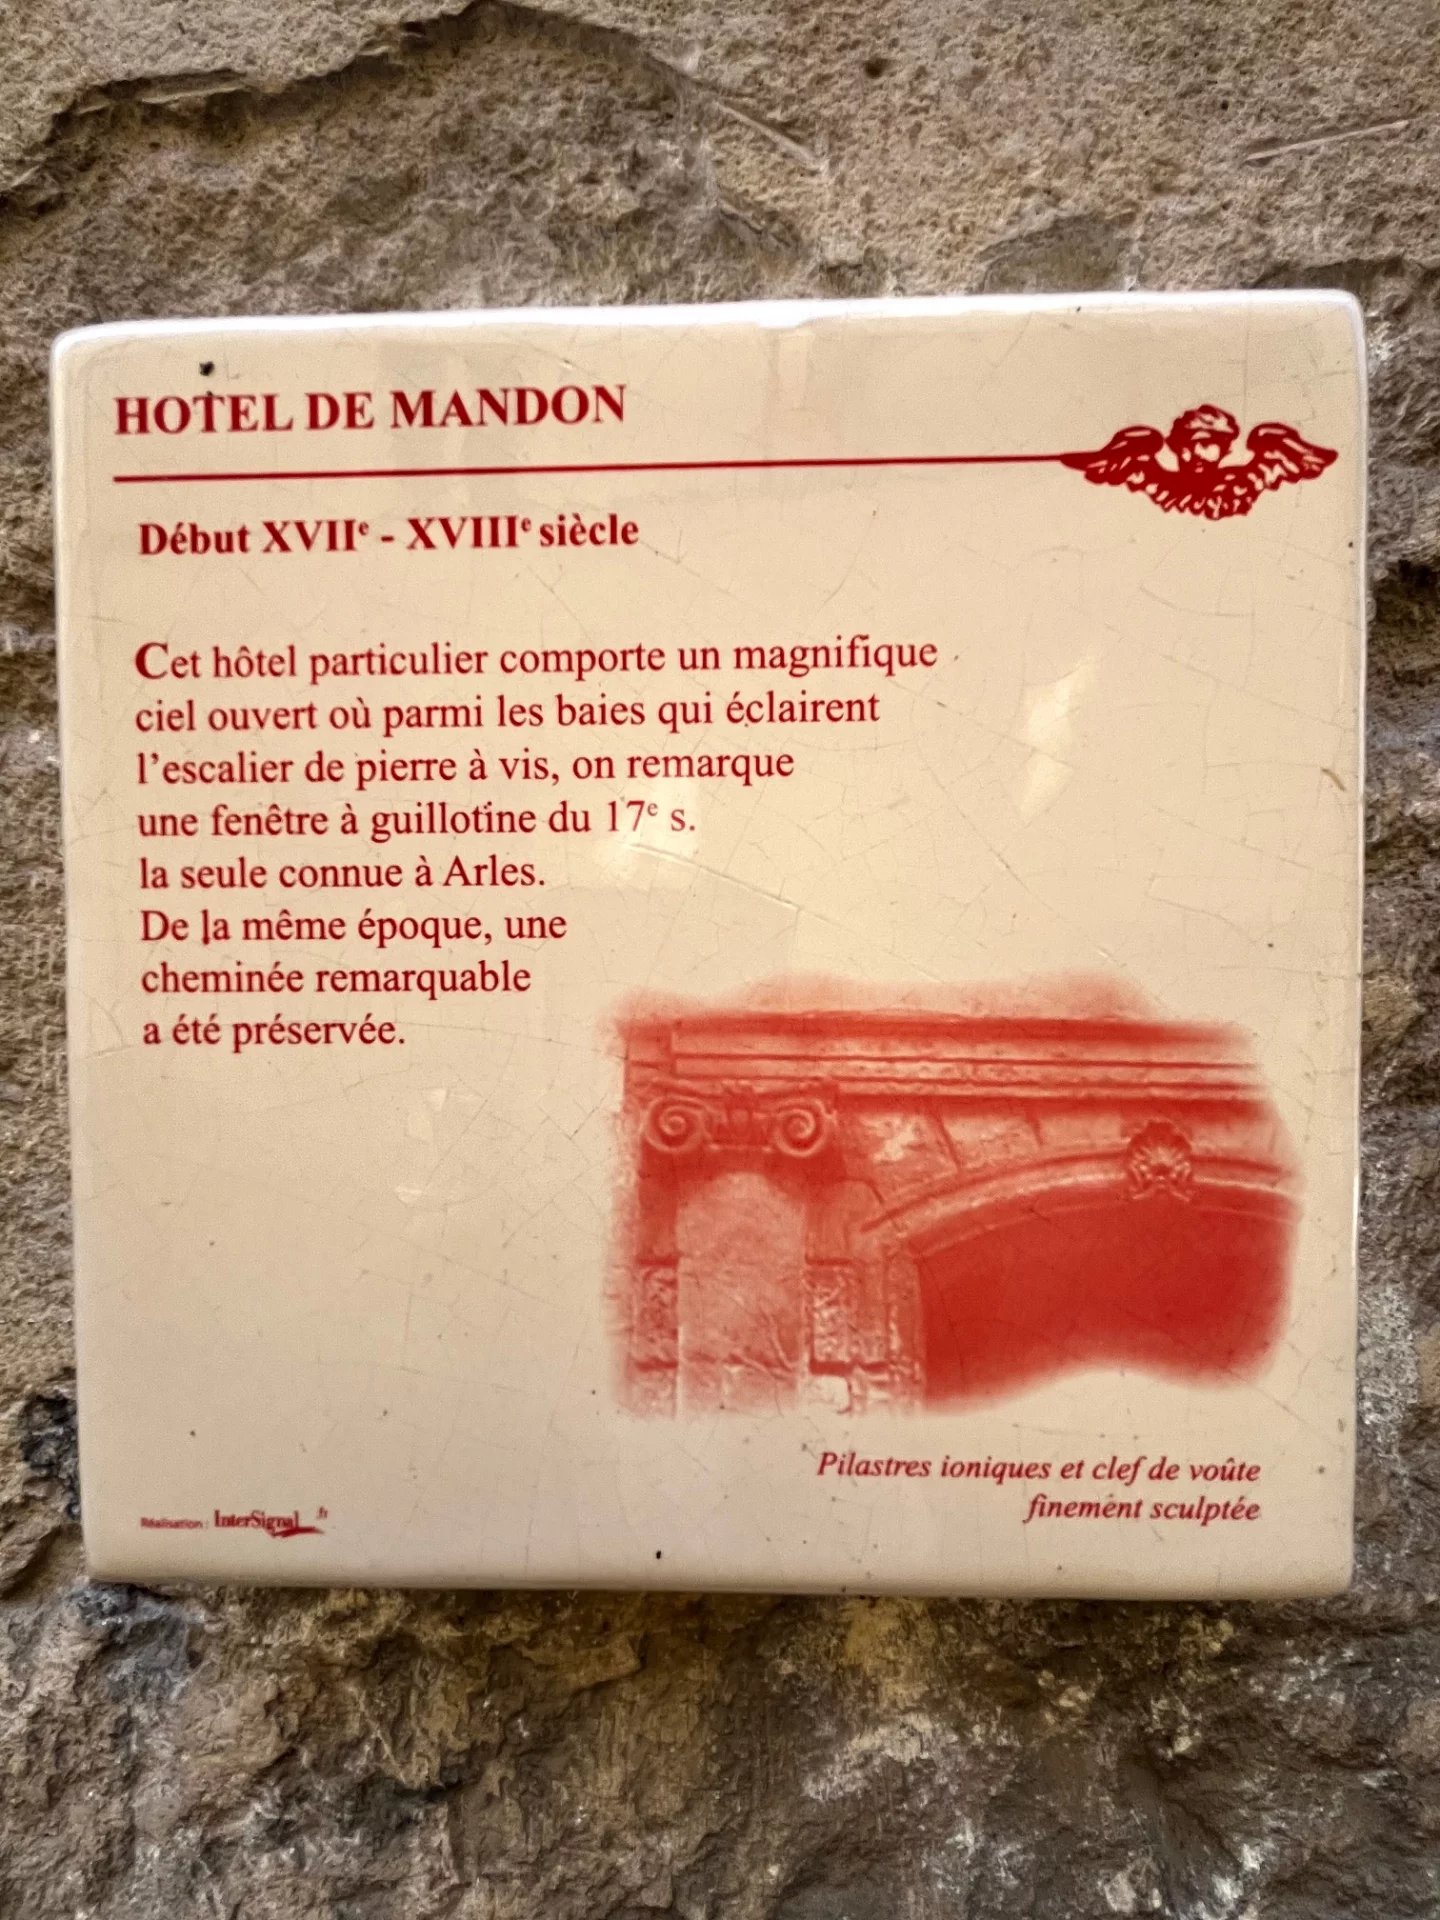 HOTEL DE MANDON
Début XVIIe - XVIIIe siècle
Cet hôtel particulier comporte un magnifique
ciel ouvert où parmi les baies qui éclairent
l’escalier de pierre à vis, on remarque
une fenêtre à guillotine du 17e s.
la seule connue à Arles.
De la même époque, une
cheminée remarquable
a été préservée.
Pilastres ioniques et clef de voûte
finement sculptée
Réalisation : InterSignal.fr